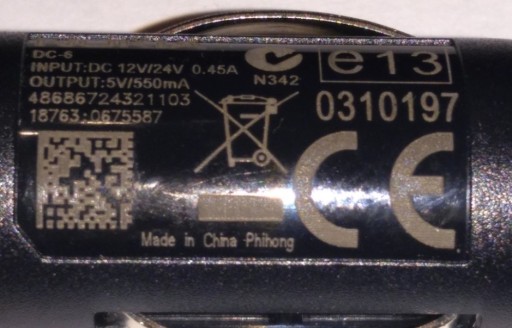 DC-6
INPUT:DC 12V/24V 0.45A
OUTPUT:5V/550mA
48686724321103
18763:0675587
N342
e13
0310197
CE
Made in China Phihong